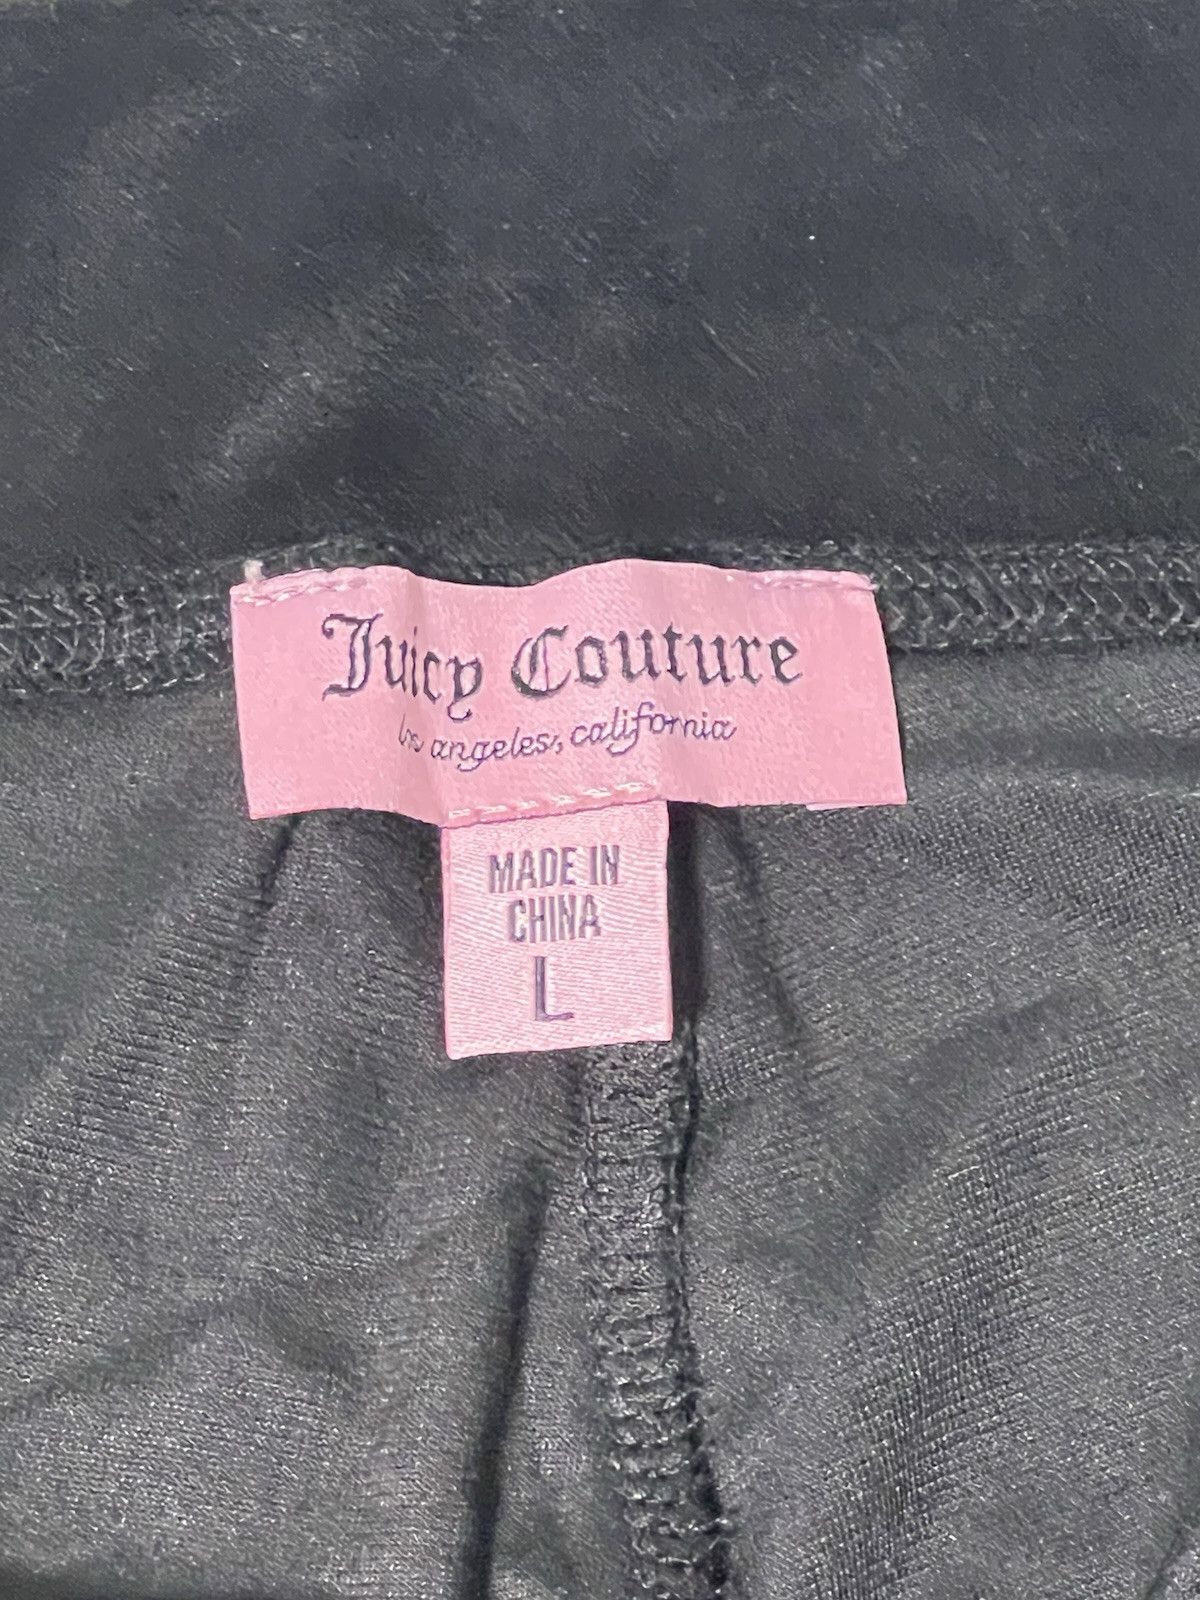 Juicy Couture
los angeles, california
MADE IN
CHINA
L